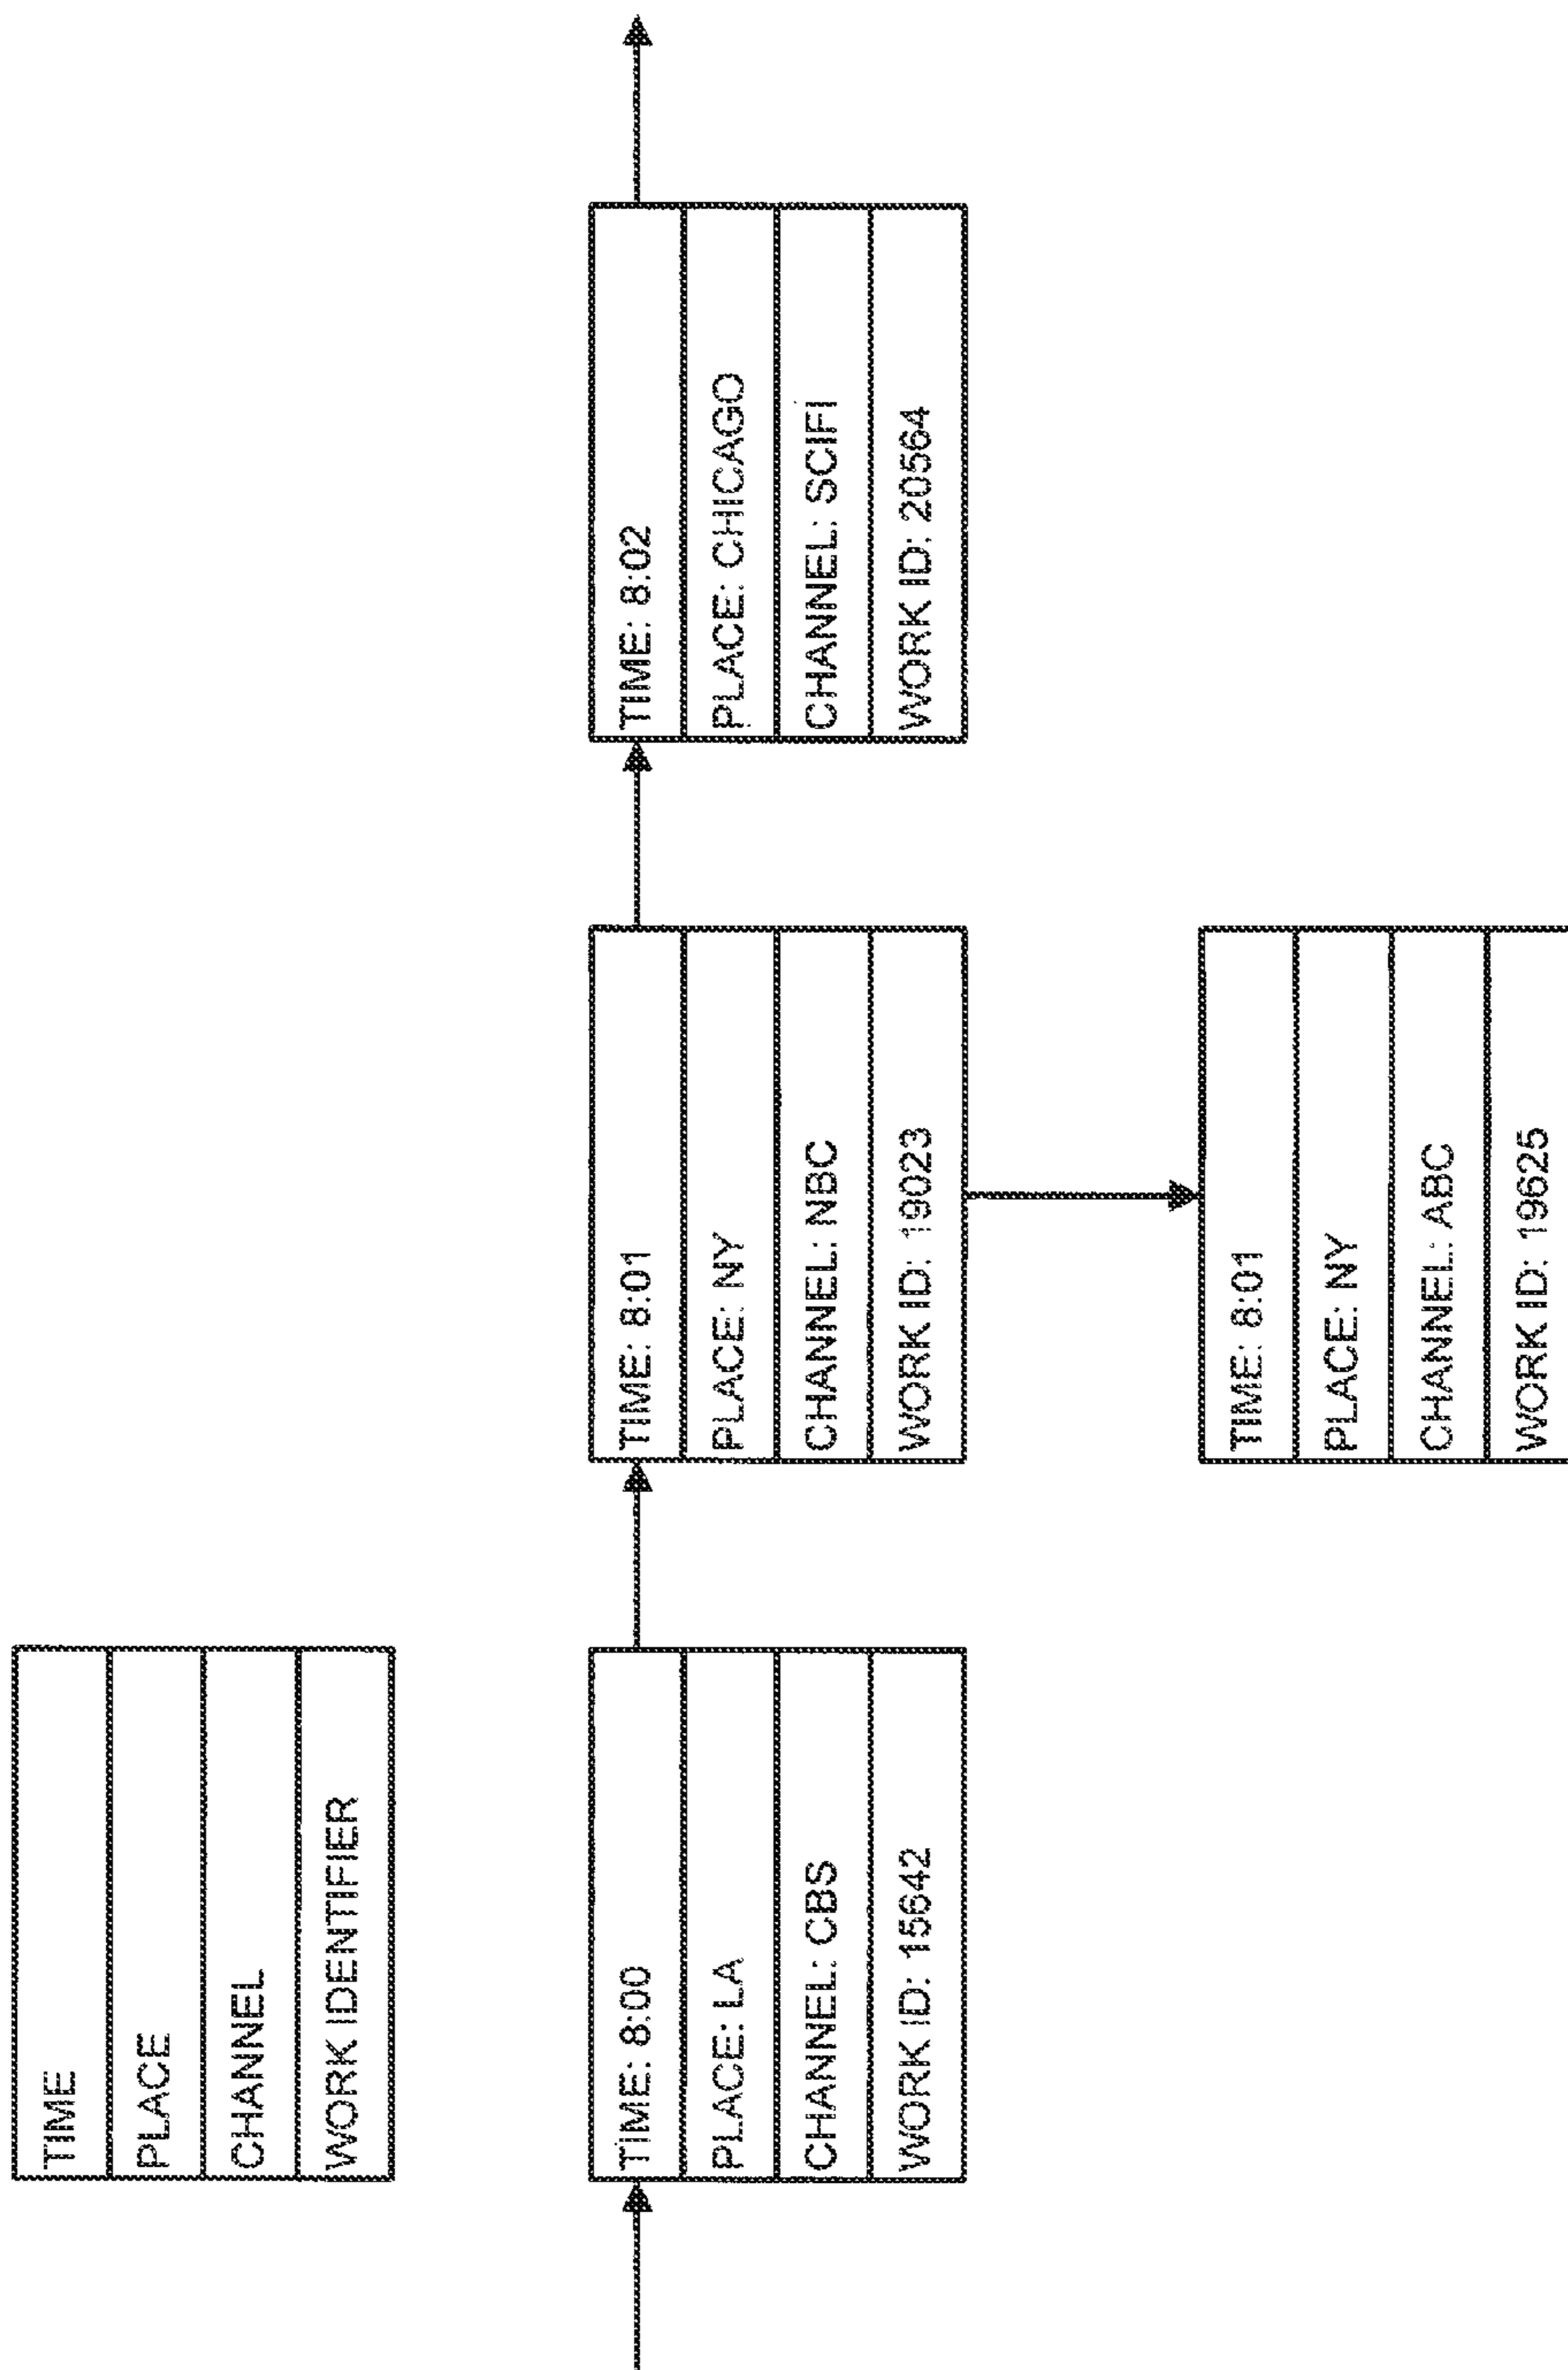 TIME
PLACE
CHANNEL
WORK IDENTIFIER
TIME: 8:00
PLACE: LA
CHANNEL: CBS
WORK ID: 15642
TIME: 8:01
PLACE: NY
CHANNEL: NBC
WORK ID: 19023
TIME: 8:02
PLACE: CHICAGO
CHANNEL: SCIFI
WORK ID: 20564
TIME: 8:01
PLACE: NY
CHANNEL: ABC
WORK ID: 19625